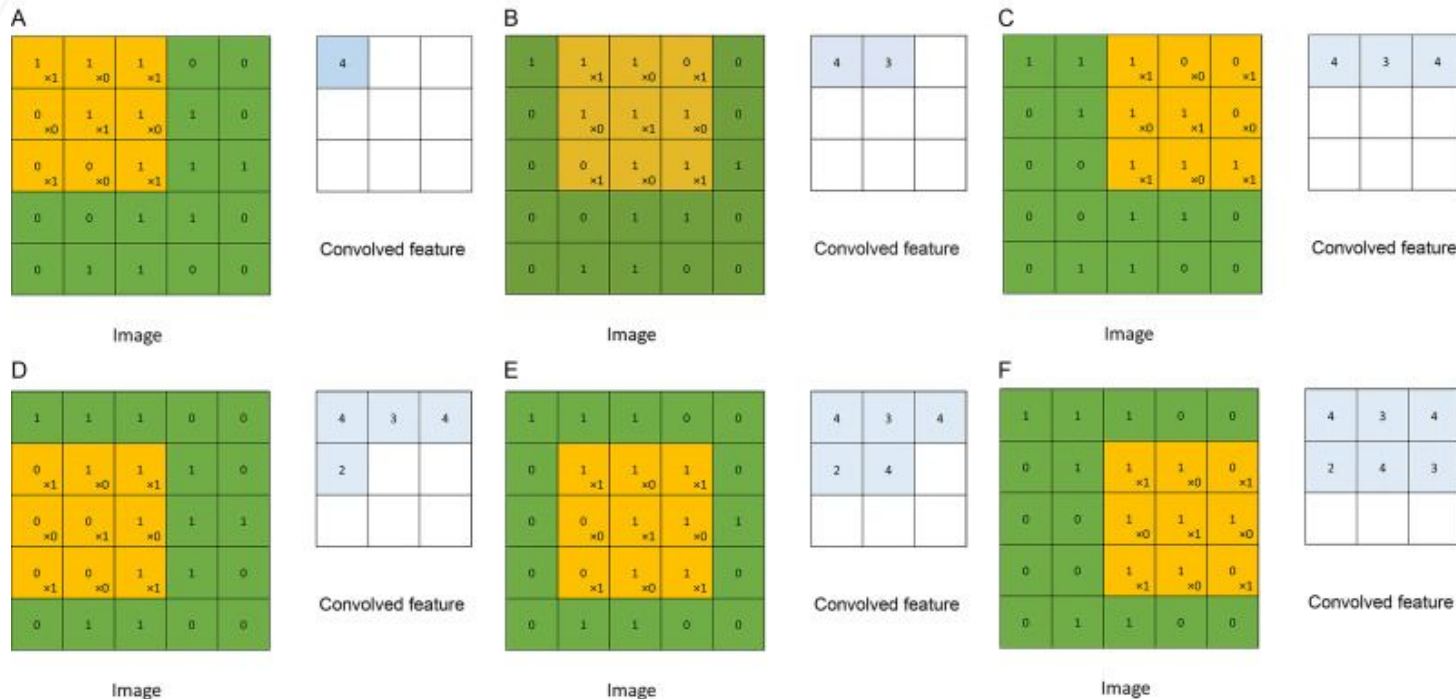 A
1×1 1×0 1×1 0 0
0×0 1×1 1×0 1 0
0×1 0×0 1×1 1 1
0 0 1 1 0
0 1 1 0 0
Image
4
Convolved feature
B
1 1×1 1×0 0×1 0
0 1×0 1×1 1×0 0
0 0×1 1×0 1×1 1
0 0 1 1 0
0 1 1 0 0
Image
4 3
Convolved feature
C
1 1 1×1 0×0 0×1
0 1 1×0 1×1 0×0
0 0 1×1 1×0 1×1
0 0 1 1 0
0 1 1 0 0
Image
4 3 4
Convolved feature
D
1 1 1 0 0
0×1 1×0 1×1 1 0
0×0 0×1 1×0 1 1
0×1 0×0 1×1 1 0
0 1 1 0 0
Image
4 3 4
2
Convolved feature
E
1 1 1 0 0
0 1×1 1×0 1×1 0
0 0×0 1×1 1×0 1
0 0×1 1×0 1×1 0
0 1 1 0 0
Image
4 3 4
2 4
Convolved feature
F
1 1 1 0 0
0 1 1×1 1×0 0×1
0 0 1×0 1×1 1×0
0 0 1×1 1×0 0×1
0 1 1 0 0
Image
4 3 4
2 4 3
Convolved feature